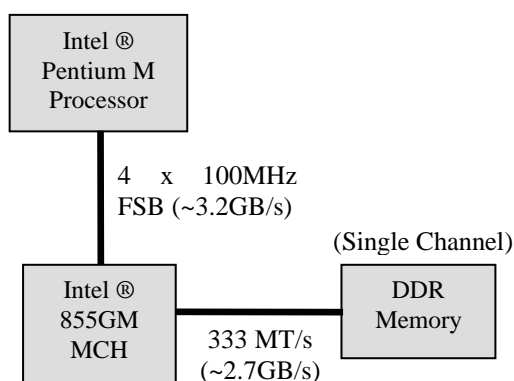 Intel ®
Pentium M
Processor
4 x 100MHz
FSB (~3.2GB/s)
(Single Channel)
Intel ®
855GM
MCH
333 MT/s
(~2.7GB/s)
DDR
Memory